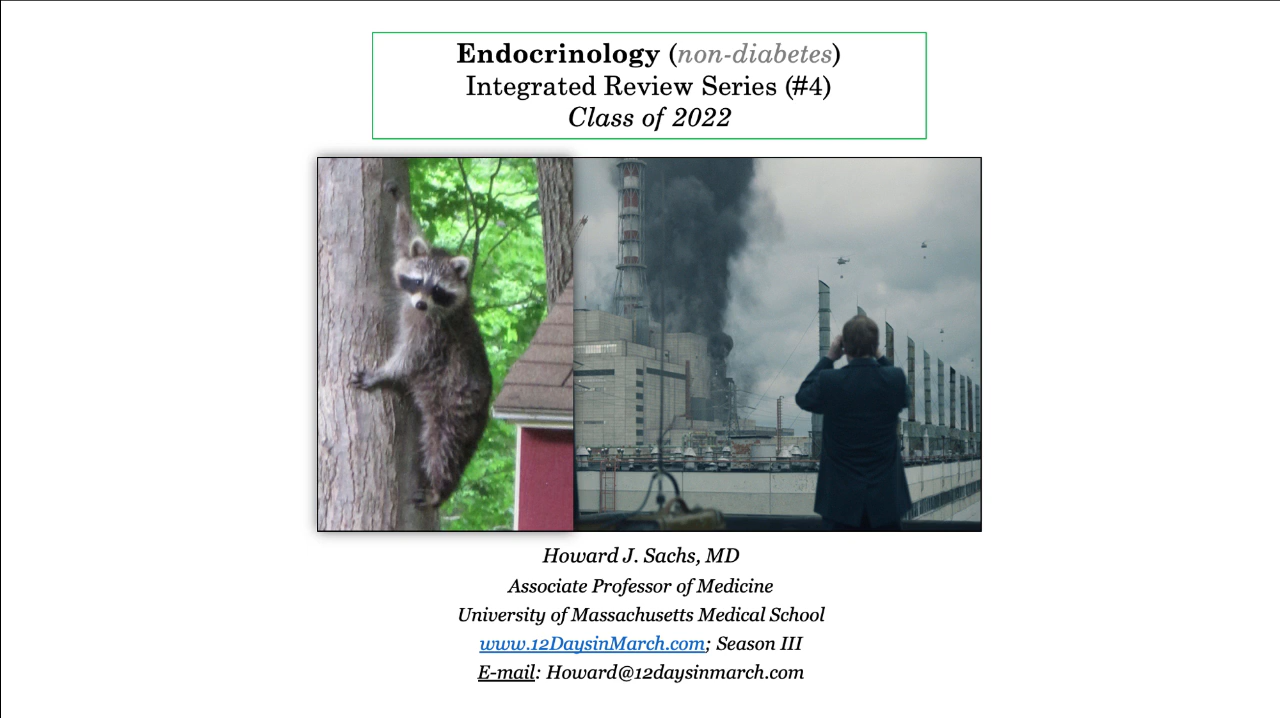 Endocrinology (non-diabetes)
Integrated Review Series (#4)
Class of 2022
Howard J. Sachs, MD
Associate Professor of Medicine
University of Massachusetts Medical School
www.12DaysinMarch.com; Season III
E-mail: Howard@12daysinmarch.com